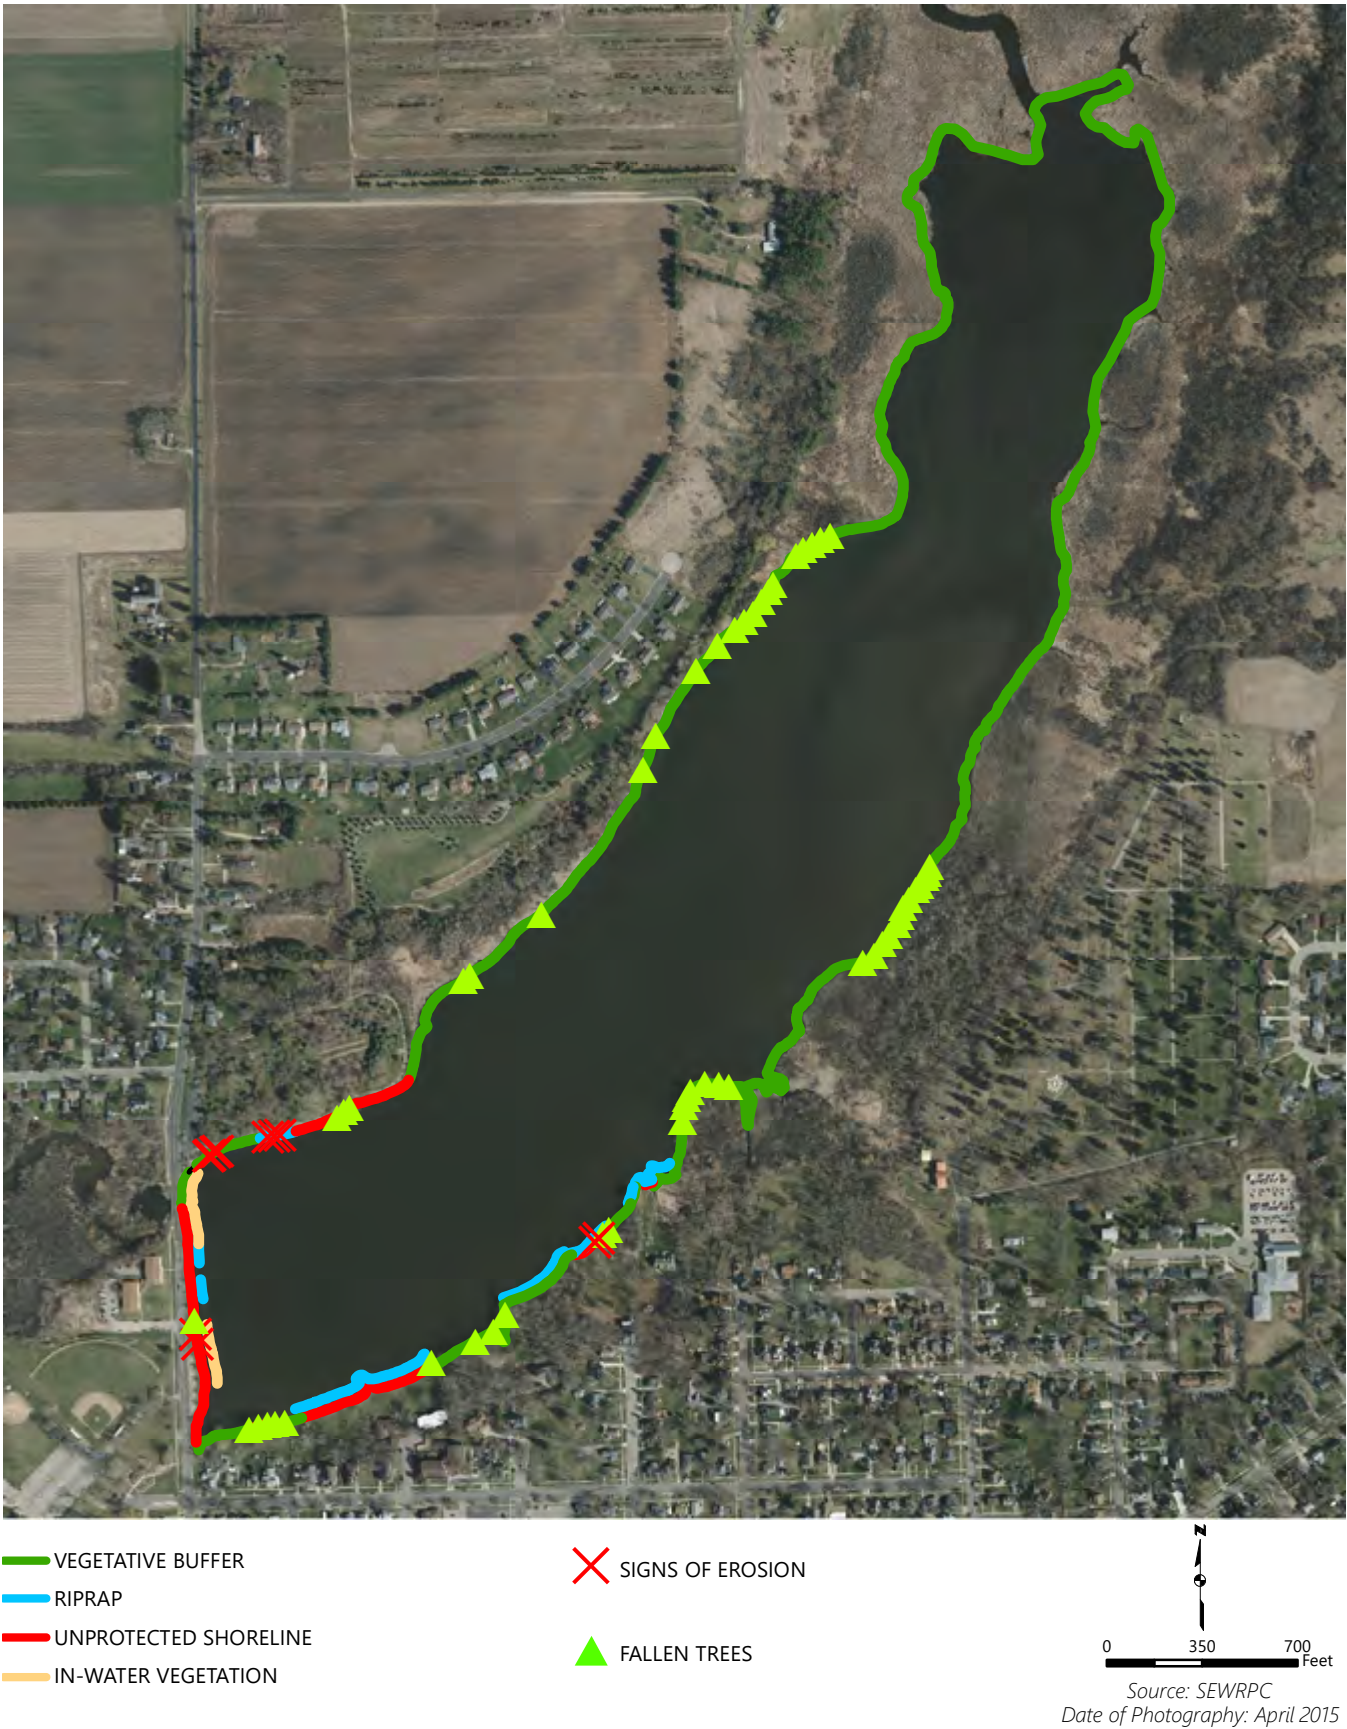 VEGETATIVE BUFFER
RIPRAP
UNPROTECTED SHORELINE
IN-WATER VEGETATION
SIGNS OF EROSION
FALLEN TREES
N
0 350 700
Feet
Source: SEWRPC
Date of Photography: April 2015